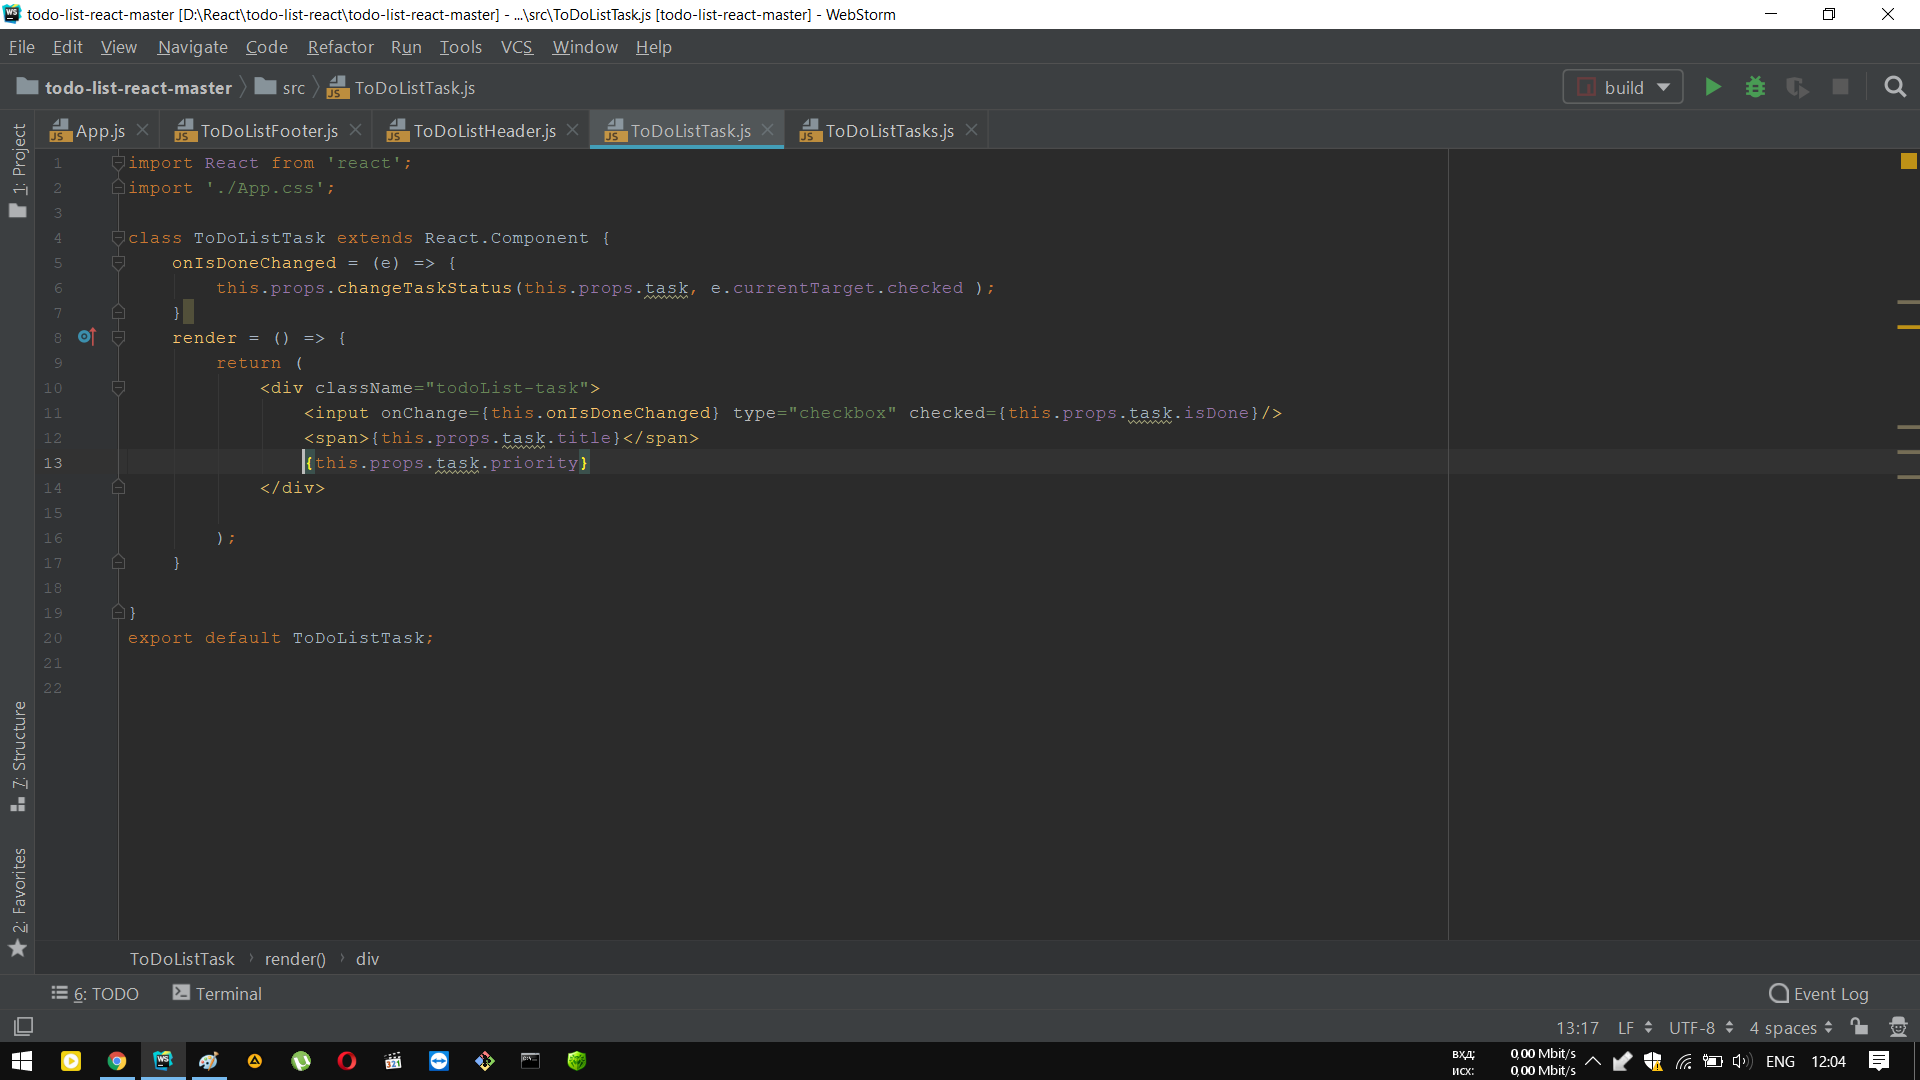 todo-list-react-master [D:\React\todo-list-react\todo-list-react-master] - ...\src\ToDoListTask.js [todo-list-react-master] - WebStorm
File Edit View Navigate Code Refactor Run Tools VCS Window Help
todo-list-react-master src ToDoListTask.js build
App.js ToDoListFooter.js ToDoListHeader.js ToDoListTask.js ToDoListTasks.js
1: Project
7: Structure
2: Favorites
1 import React from 'react';
2 import './App.css';
3
4 class ToDoListTask extends React.Component {
5 onIsDoneChanged = (e) => {
6 this.props.changeTaskStatus(this.props.task, e.currentTarget.checked );
7 }
8 render = () => {
9 return (
10 <div className="todoList-task">
11 <input onChange={this.onIsDoneChanged} type="checkbox" checked={this.props.task.isDone}/>
12 <span>{this.props.task.title}</span>
13 {this.props.task.priority}
14 </div>
15
16 );
17 }
18
19 }
20 export default ToDoListTask;
21
22
ToDoListTask render() div
6: TODO Terminal Event Log
13:17 LF UTF-8 4 spaces
вхд: 0,00 Mbit/s
исх: 0,00 Mbit/s
ENG 12:04